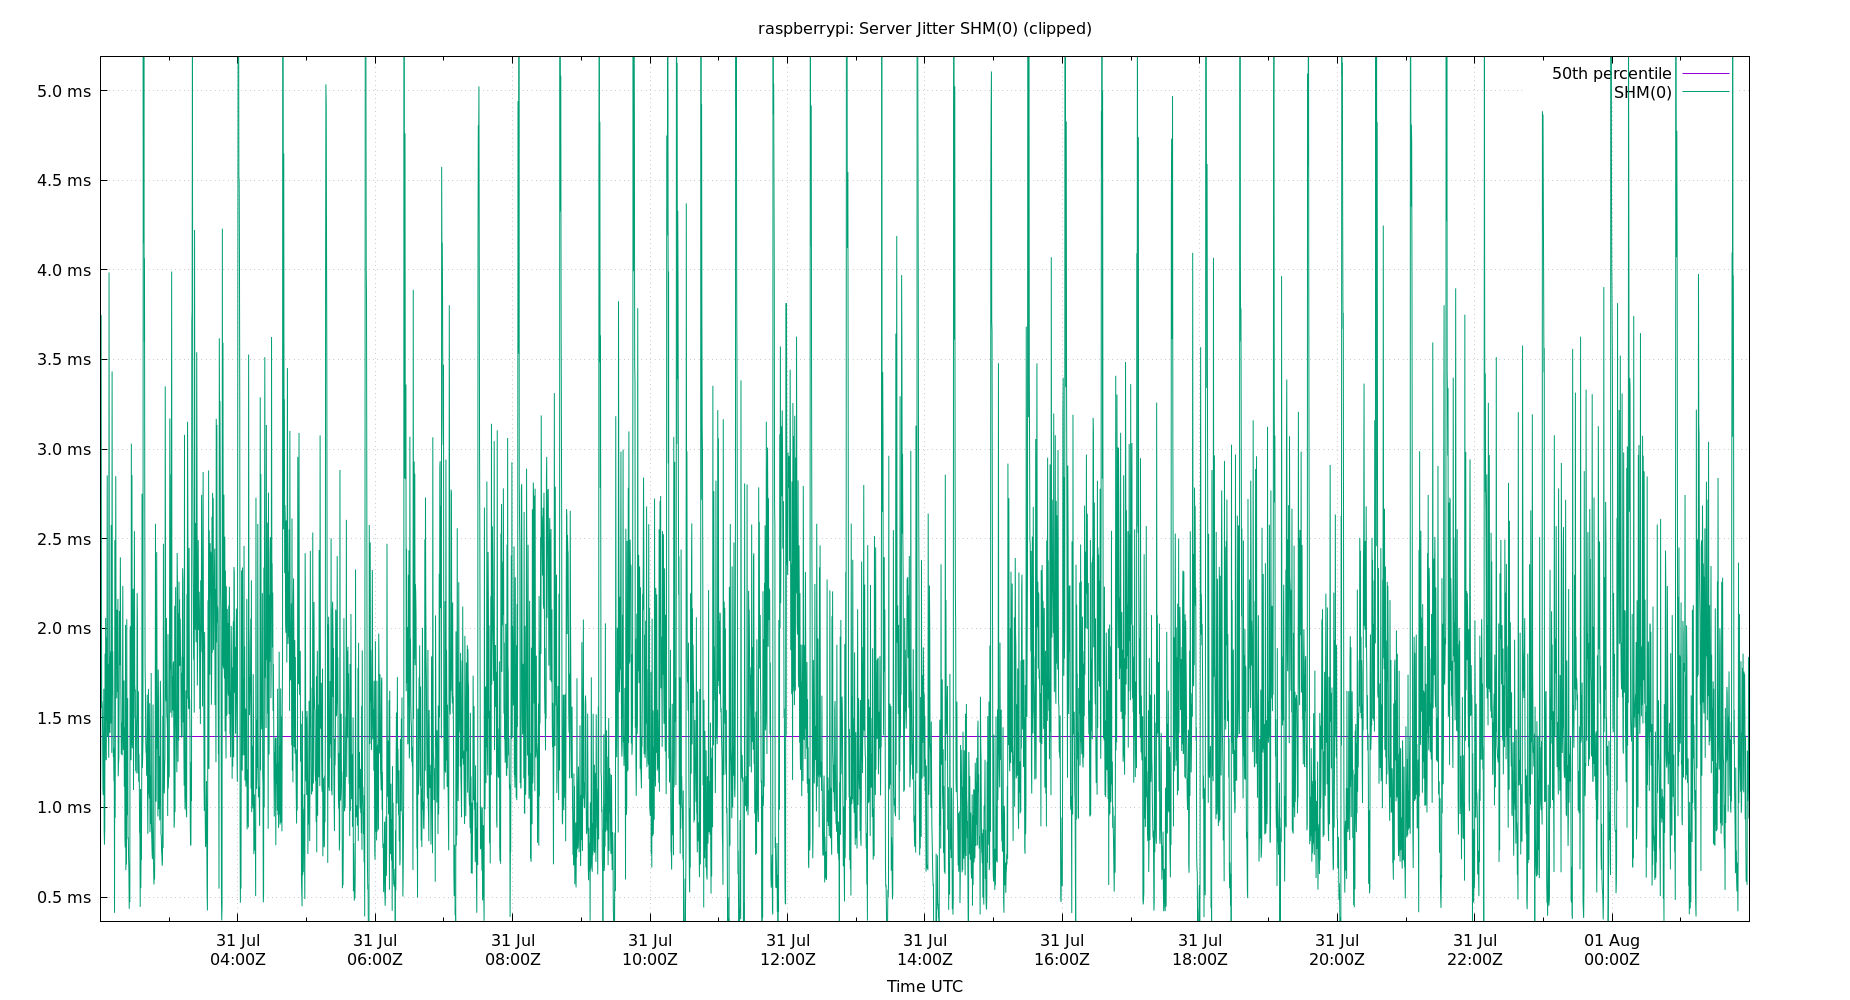 raspberrypi: Server Jitter SHM(0) (clipped)
50th percentile
SHM(0)
5.0 ms
4.5 ms
4.0 ms
3.5 ms
3.0 ms
2.5 ms
2.0 ms
1.5 ms
1.0 ms
0.5 ms
31 Jul 31 Jul 31 Jul 31 Jul 31 Jul 31 Jul 31 Jul 31 Jul 31 Jul 31 Jul 01 Aug
04:00Z 06:00Z 08:00Z 10:00Z 12:00Z 14:00Z 16:00Z 18:00Z 20:00Z 22:00Z 00:00Z
Time UTC